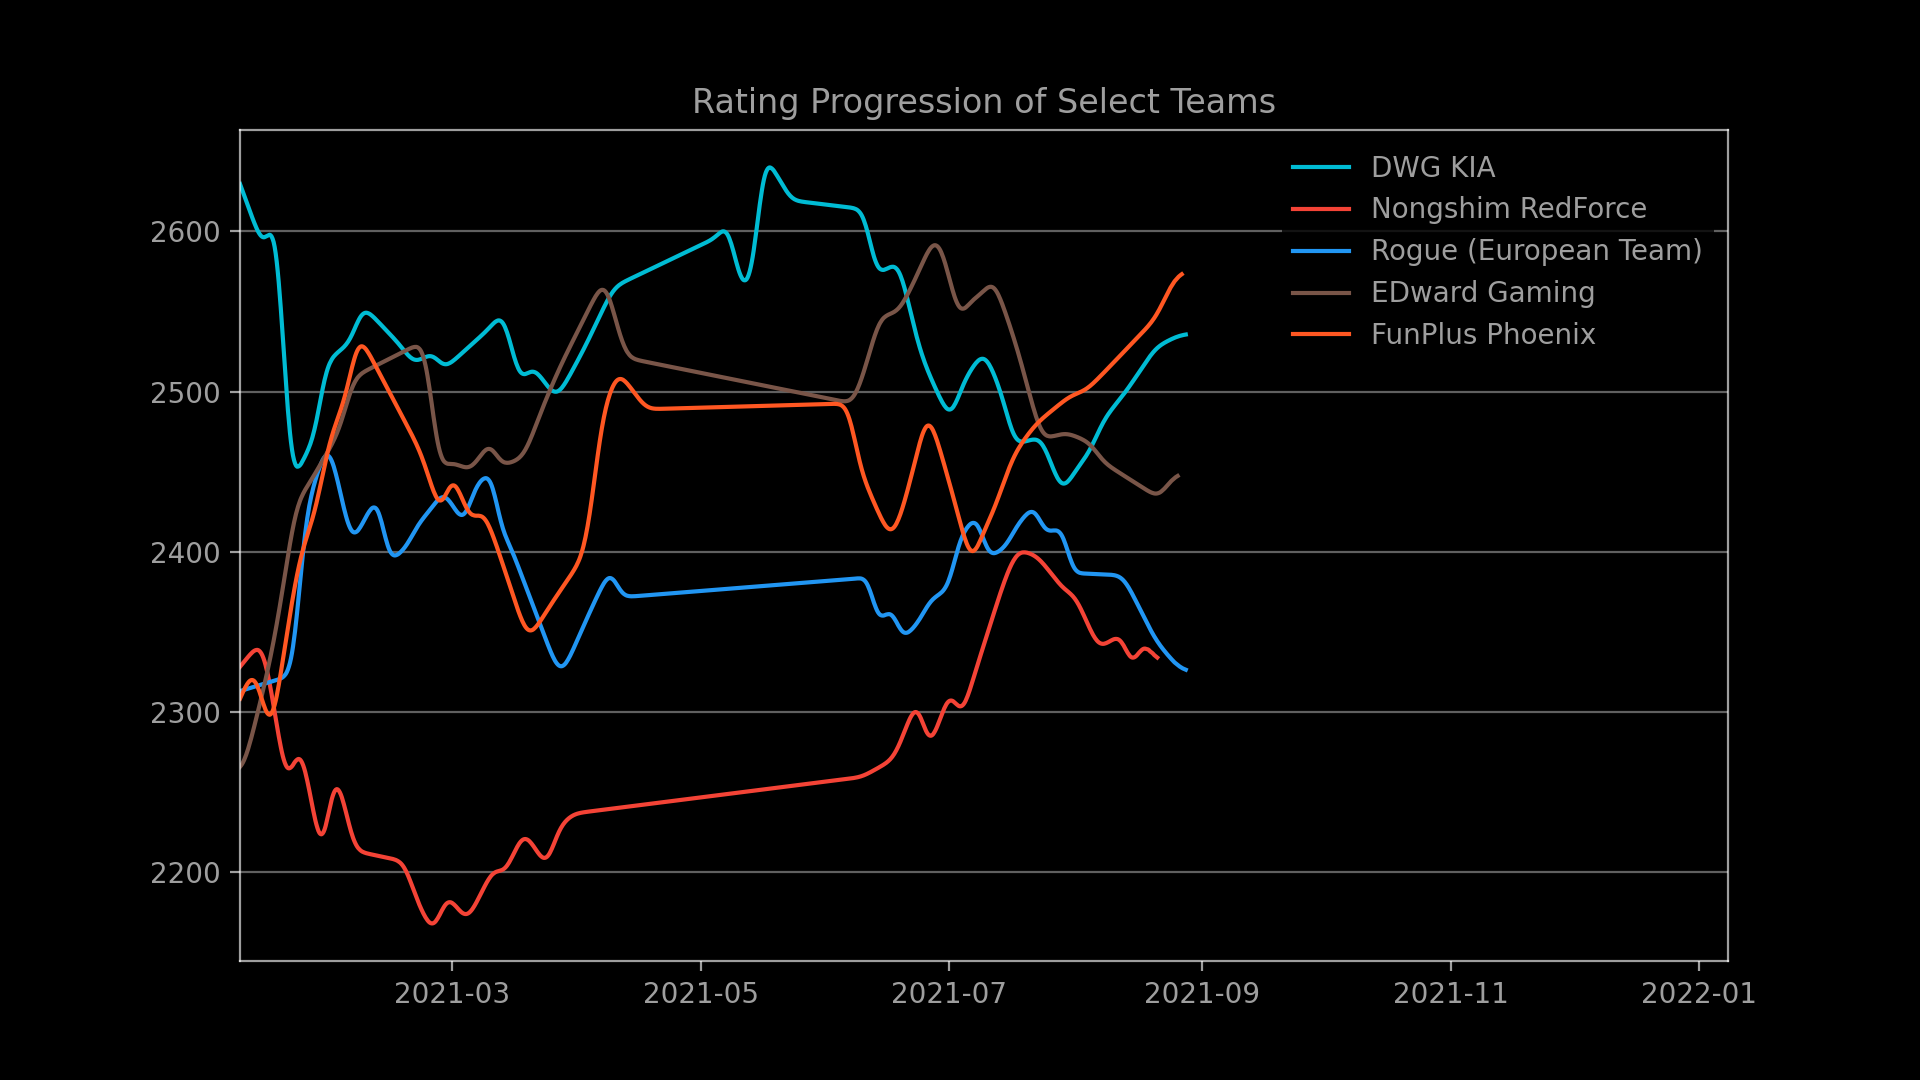 Rating Progression of Select Teams
DWG KIA
Nongshim RedForce
Rogue (European Team)
EDward Gaming
FunPlus Phoenix
2600
2500
2400
2300
2200
2021-03 2021-05 2021-07 2021-09 2021-11 2022-01